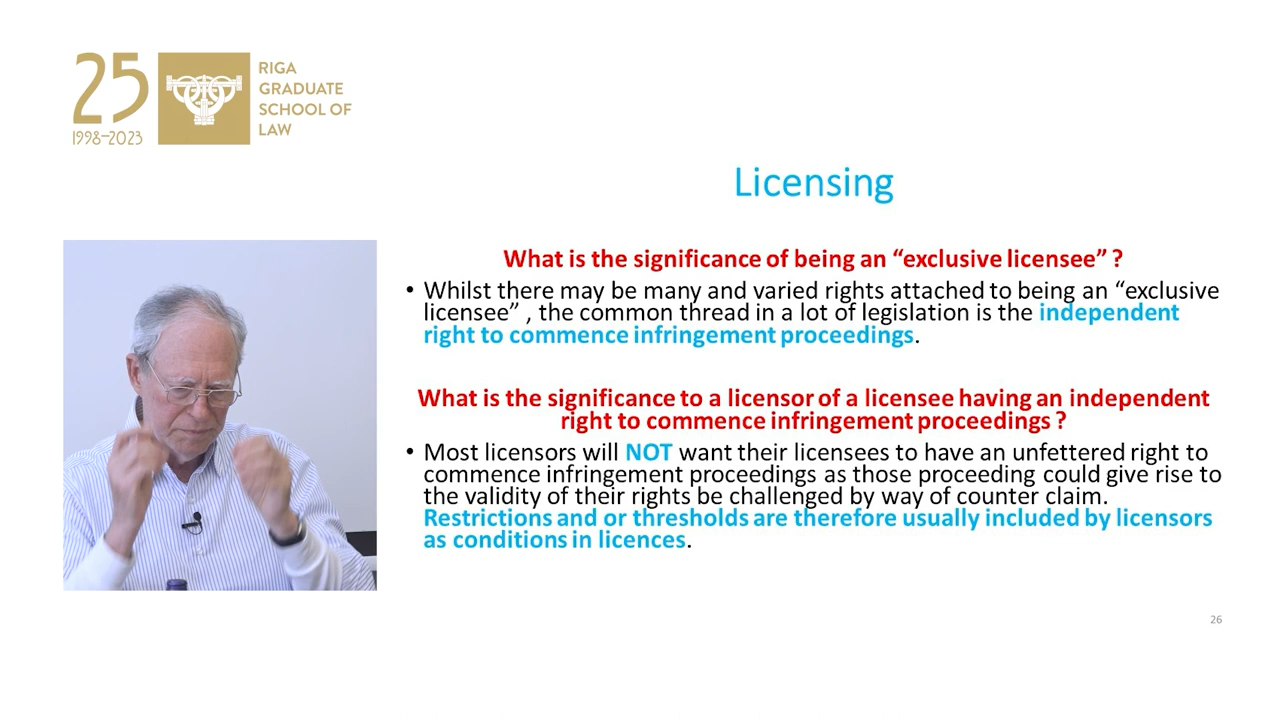 25
1998–2023
RIGA
GRADUATE
SCHOOL OF
LAW
Licensing
What is the significance of being an “exclusive licensee” ?
• Whilst there may be many and varied rights attached to being an “exclusive
licensee” , the common thread in a lot of legislation is the independent
right to commence infringement proceedings.
What is the significance to a licensor of a licensee having an independent
right to commence infringement proceedings ?
• Most licensors will NOT want their licensees to have an unfettered right to
commence infringement proceedings as those proceeding could give rise to
the validity of their rights be challenged by way of counter claim.
Restrictions and or thresholds are therefore usually included by licensors
as conditions in licences.
26